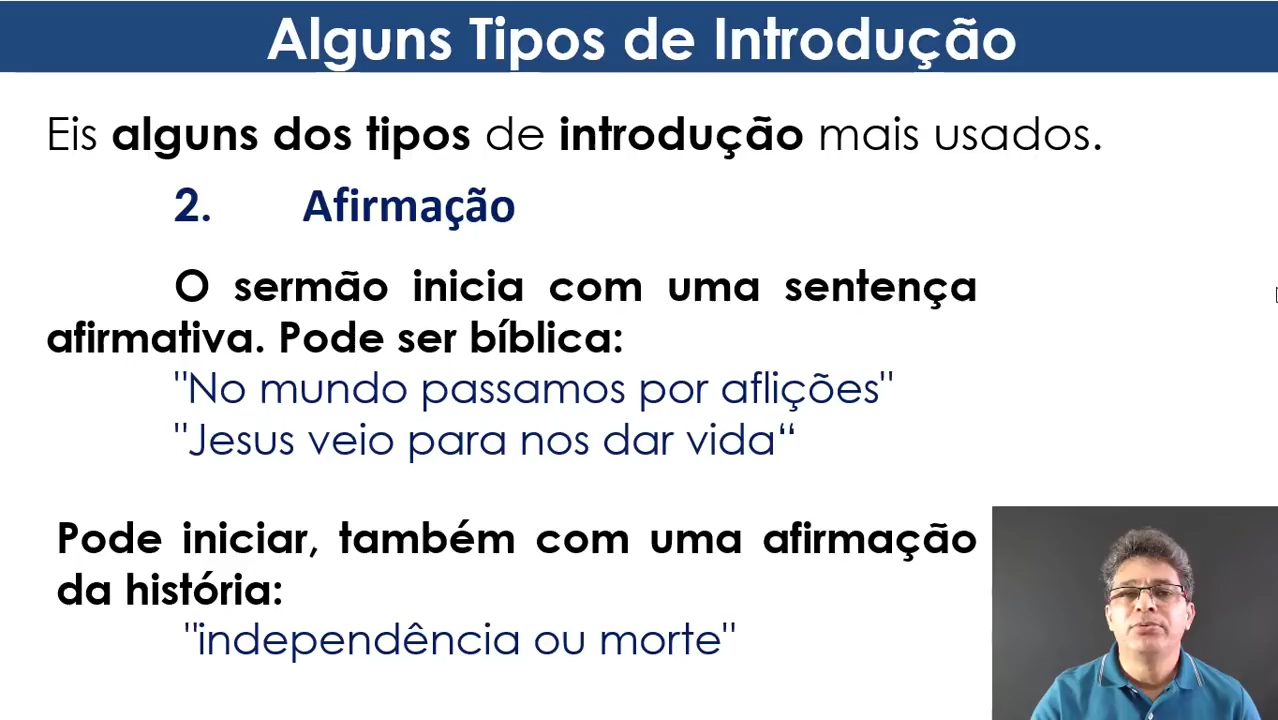 Alguns Tipos de Introdução
Eis alguns dos tipos de introdução mais usados.
2. Afirmação
O sermão inicia com uma sentença
afirmativa. Pode ser bíblica:
"No mundo passamos por aflições"
"Jesus veio para nos dar vida“
Pode iniciar, também com uma afirmação
da história:
"independência ou morte"